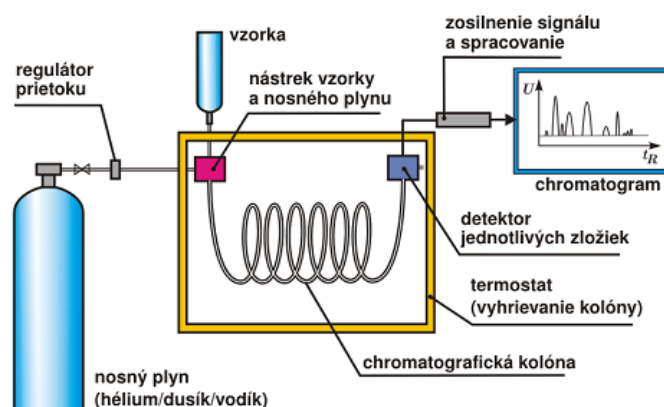 vzorka
zosilnenie signálu
a spracovanie
regulátor
prietoku
nástrek vzorky
a nosného plynu
U
t_R
chromatogram
detektor
jednotlivých zložiek
termostat
(vyhrievanie kolóny)
chromatografická kolóna
nosný plyn
(hélium/dusík/vodík)